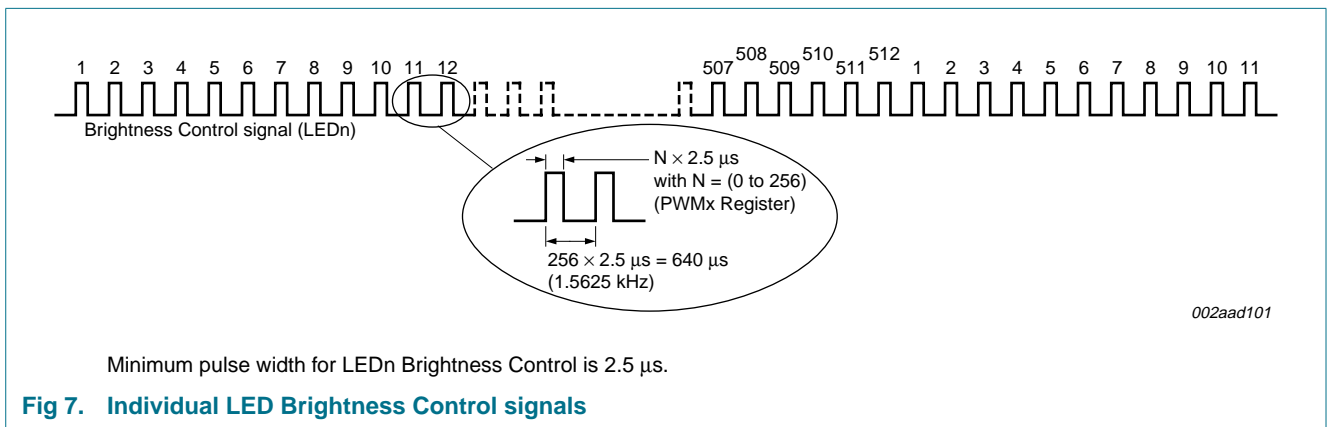 1 2 3 4 5 6 7 8 9 10 11 12 507 508 509 510 511 512 1 2 3 4 5 6 7 8 9 10 11
Brightness Control signal (LEDn)
N × 2.5 μs
with N = (0 to 256)
(PWMx Register)
256 × 2.5 μs = 640 μs
(1.5625 kHz)
002aad101
Minimum pulse width for LEDn Brightness Control is 2.5 μs.
Fig 7. Individual LED Brightness Control signals